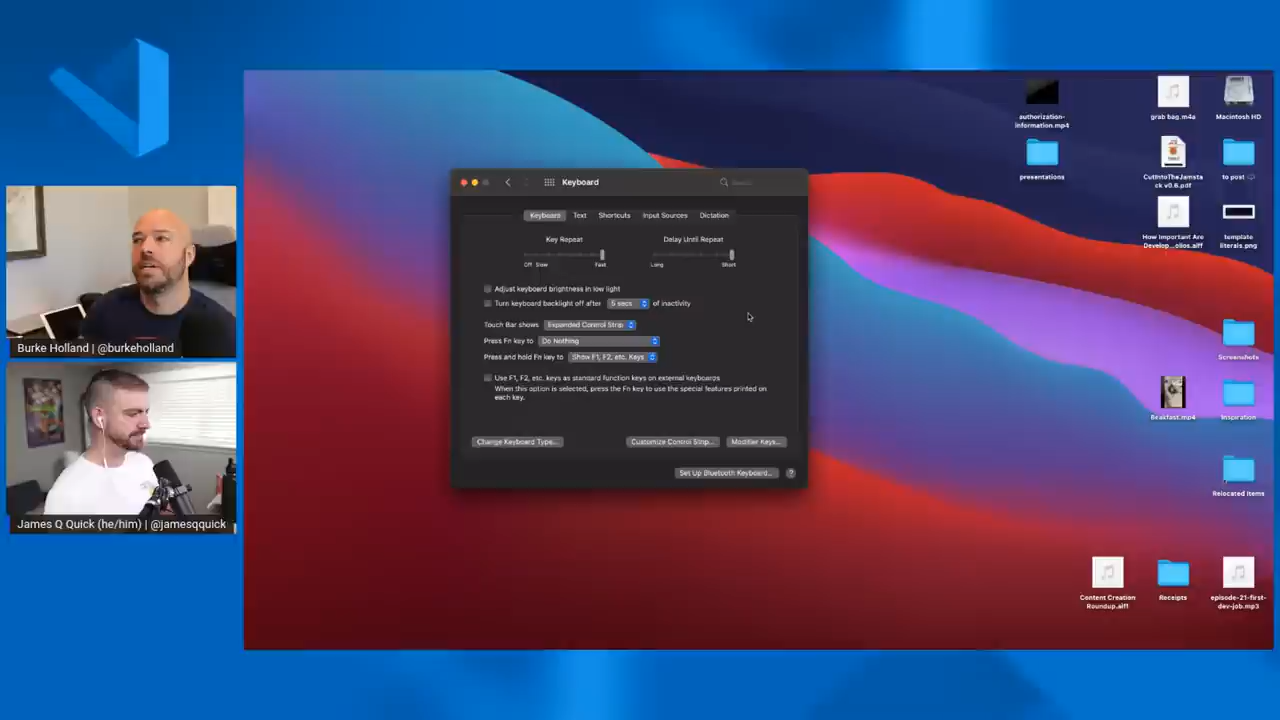 Burke Holland | @burkeholland
James Q Quick (he/him) | @jamesqquick
Keyboard
Keyboard Text Shortcuts Input Sources Dictation
Key Repeat
Delay Until Repeat
Off Slow Fast
Long Short
Adjust keyboard brightness in low light
Turn keyboard backlight off after 5 secs of inactivity
Touch Bar shows Expanded Control Strip
Press Fn key to Do Nothing
Press and hold Fn key to Show F1, F2, etc. Keys
Use F1, F2, etc. keys as standard function keys on external keyboards
When this option is selected, press the Fn key to use the special features printed on
each key.
Change Keyboard Type... Customize Control Strip... Modifier Keys...
Set Up Bluetooth Keyboard... ?
authorization-
information.mp4
grab bag.m4a
Macintosh HD
presentations
CutIntoTheJamsta
ck v0.6.pdf
to post
How Important Are
Develop...olios.aiff
template
literals.png
Screenshots
Beakfast.mp4
Inspiration
Relocated Items
Content Creation
Roundup.aiff
Receipts
episode-21-first-
dev-job.mp3